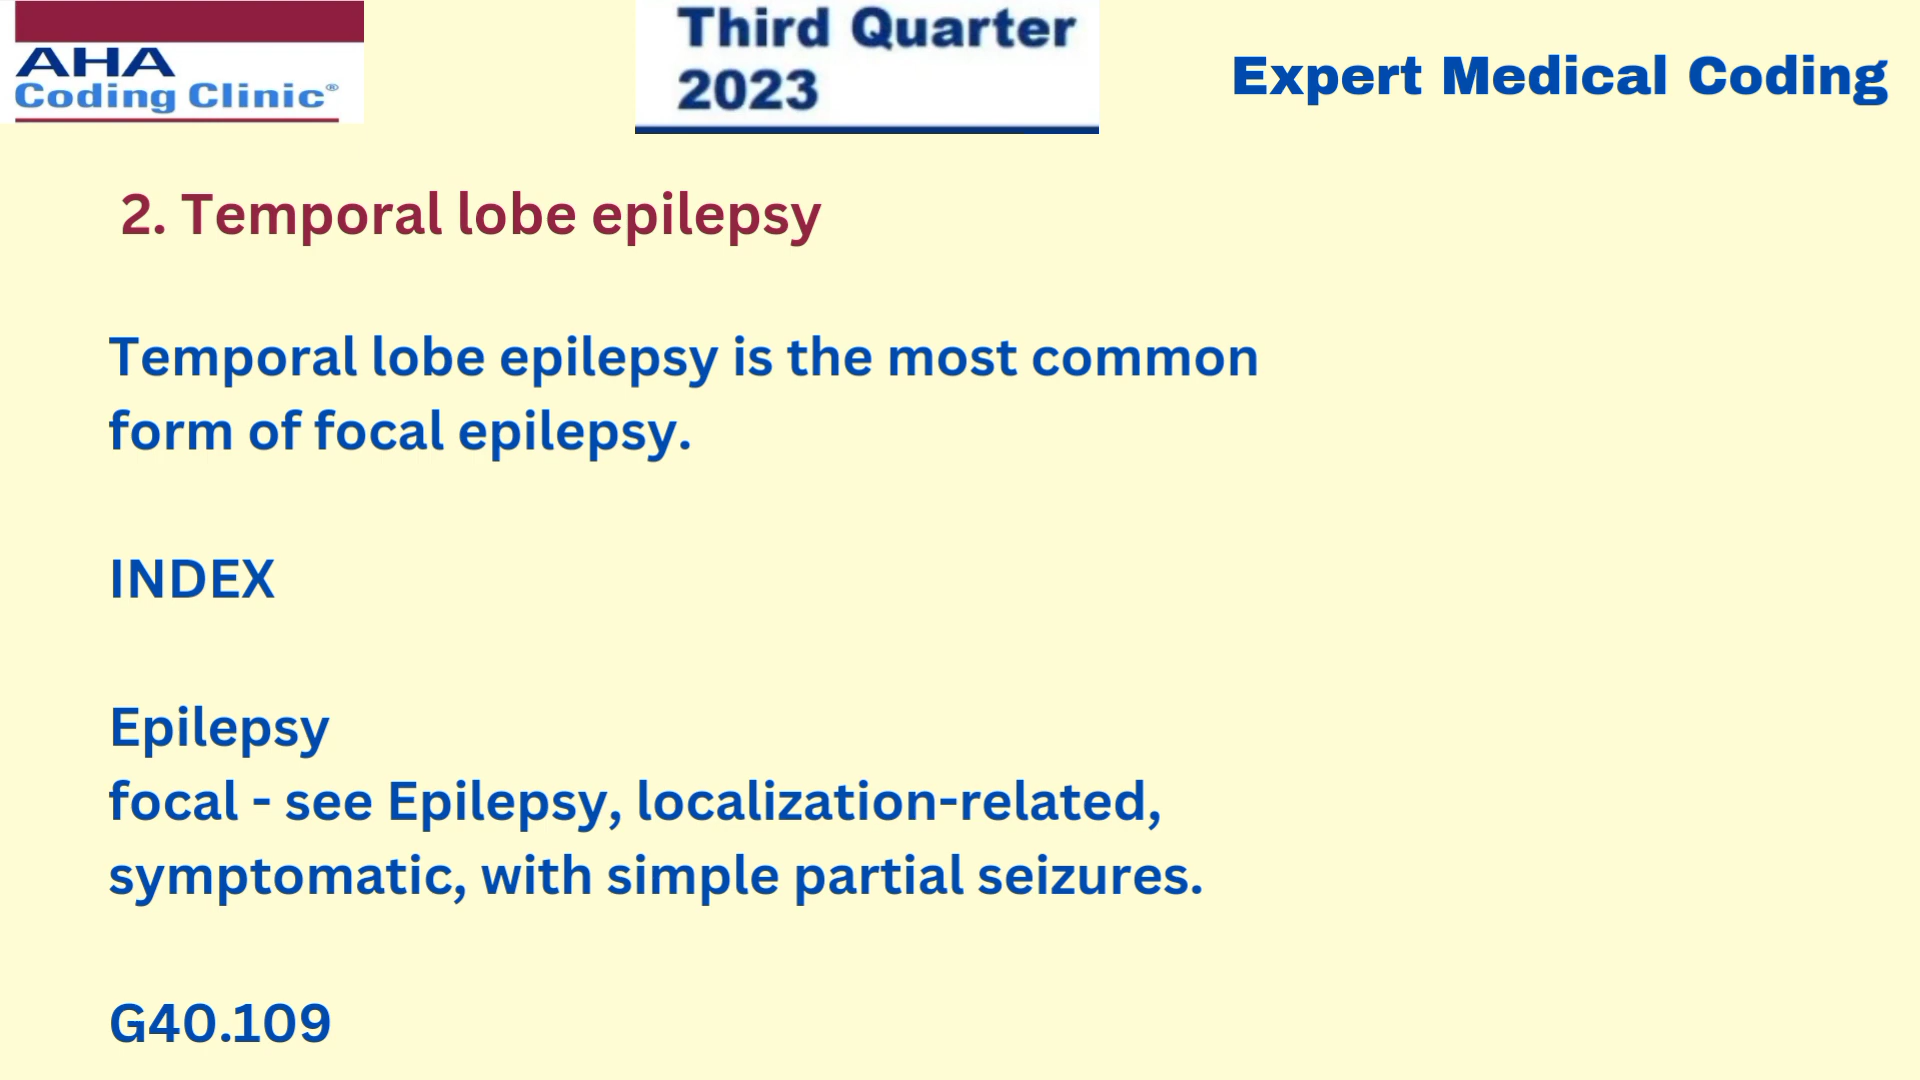 AHA
Coding Clinic®
Third Quarter
2023
Expert Medical Coding
2. Temporal lobe epilepsy
Temporal lobe epilepsy is the most common
form of focal epilepsy.
INDEX
Epilepsy
focal - see Epilepsy, localization-related,
symptomatic, with simple partial seizures.
G40.109